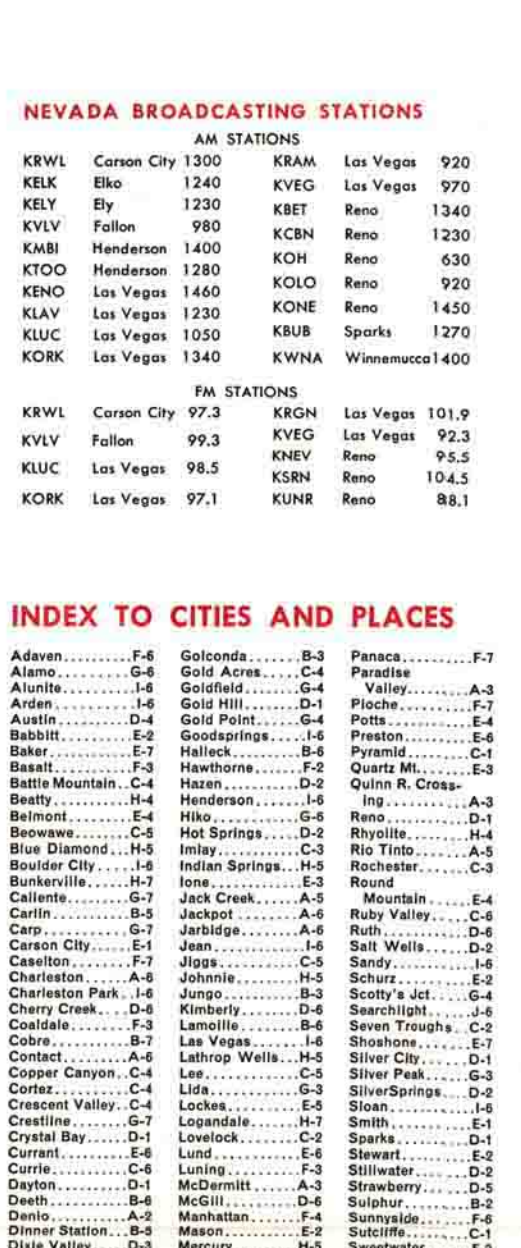 NEVADA BROADCASTING STATIONS
AM STATIONS
KRWL Carson City 1300
KELK Elko 1240
KELY Ely 1230
KVLV Fallon 980
KMBI Henderson 1400
KTOO Henderson 1280
KENO Las Vegas 1460
KLAV Las Vegas 1230
KLUC Las Vegas 1050
KORK Las Vegas 1340
KRAM Las Vegas 920
KVEG Las Vegas 970
KBET Reno 1340
KCBN Reno 1230
KOH Reno 630
KOLO Reno 920
KONE Reno 1450
KBUB Sparks 1270
KWNA Winnemucca 1400
FM STATIONS
KRWL Carson City 97.3
KVLV Fallon 99.3
KLUC Las Vegas 98.5
KORK Las Vegas 97.1
KRGN Las Vegas 101.9
KVEG Las Vegas 92.3
KNEV Reno 95.5
KSRN Reno 104.5
KUNR Reno 88.1
INDEX TO CITIES AND PLACES
Adaven..........F-6
Alamo..........G-6
Alunite..........I-6
Arden..........I-6
Austin..........D-4
Babbitt..........E-2
Baker..........E-7
Basalt..........F-3
Battle Mountain..C-4
Beatty..........H-4
Belmont..........E-4
Beowawe........C-5
Blue Diamond...H-5
Boulder City.....I-6
Bunkerville......H-7
Caliente.........G-7
Carlin..........B-5
Carp..........G-7
Carson City......E-1
Caselton........F-7
Charleston......A-6
Charleston Park..I-6
Cherry Creek....D-6
Coaldale........F-3
Cobre..........B-7
Contact.........A-6
Copper Canyon..C-4
Cortez..........C-4
Crescent Valley..C-4
Crestline........G-7
Crystal Bay......D-1
Currant.........E-6
Currie..........C-6
Dayton..........D-1
Deeth..........B-6
Denio..........A-2
Dinner Station...B-5
Dixie Valley.....D-3
Golconda.......B-3
Gold Acres.....C-4
Goldfield.......G-4
Gold Hill.......D-1
Gold Point......G-4
Goodsprings.....I-6
Halleck.........B-6
Hawthorne......F-2
Hazen..........D-2
Henderson.......I-6
Hiko..........G-6
Hot Springs.....D-2
Imlay..........C-3
Indian Springs...H-5
Ione..........E-3
Jack Creek......A-5
Jackpot.........A-6
Jarbidge........A-6
Jean..........I-6
Jiggs..........C-5
Johnnie.........H-5
Jungo..........B-3
Kimberly.......D-6
Lamoille........B-6
Las Vegas.......I-6
Lathrop Wells...H-5
Lee..........C-5
Lida..........G-3
Lockes..........E-5
Logandale.......H-7
Lovelock........C-2
Lund..........E-6
Luning..........F-3
McDermitt......A-3
McGill..........D-6
Manhattan......F-4
Mason..........E-2
Mercury........H-5
Panaca..........F-7
Paradise
Valley.........A-3
Pioche..........F-7
Potts..........E-4
Preston.........E-6
Pyramid........C-1
Quartz Mt.......E-3
Quinn R. Cross-
ing..........A-3
Reno..........D-1
Rhyolite........H-4
Rio Tinto.......A-5
Rochester.......C-3
Round
Mountain .....E-4
Ruby Valley.....C-6
Ruth..........D-6
Salt Wells......D-2
Sandy..........I-6
Schurz..........E-2
Scotty's Jct.....G-4
Searchlight......J-6
Seven Troughs..C-2
Shoshone.......E-7
Silver City......D-1
Silver Peak.....G-3
SilverSprings....D-2
Sloan..........I-6
Smith..........E-1
Sparks..........D-1
Stewart.........E-2
Stillwater.......D-2
Strawberry......D-5
Sulphur.........B-2
Sunnyside......F-6
Sutcliffe........C-1